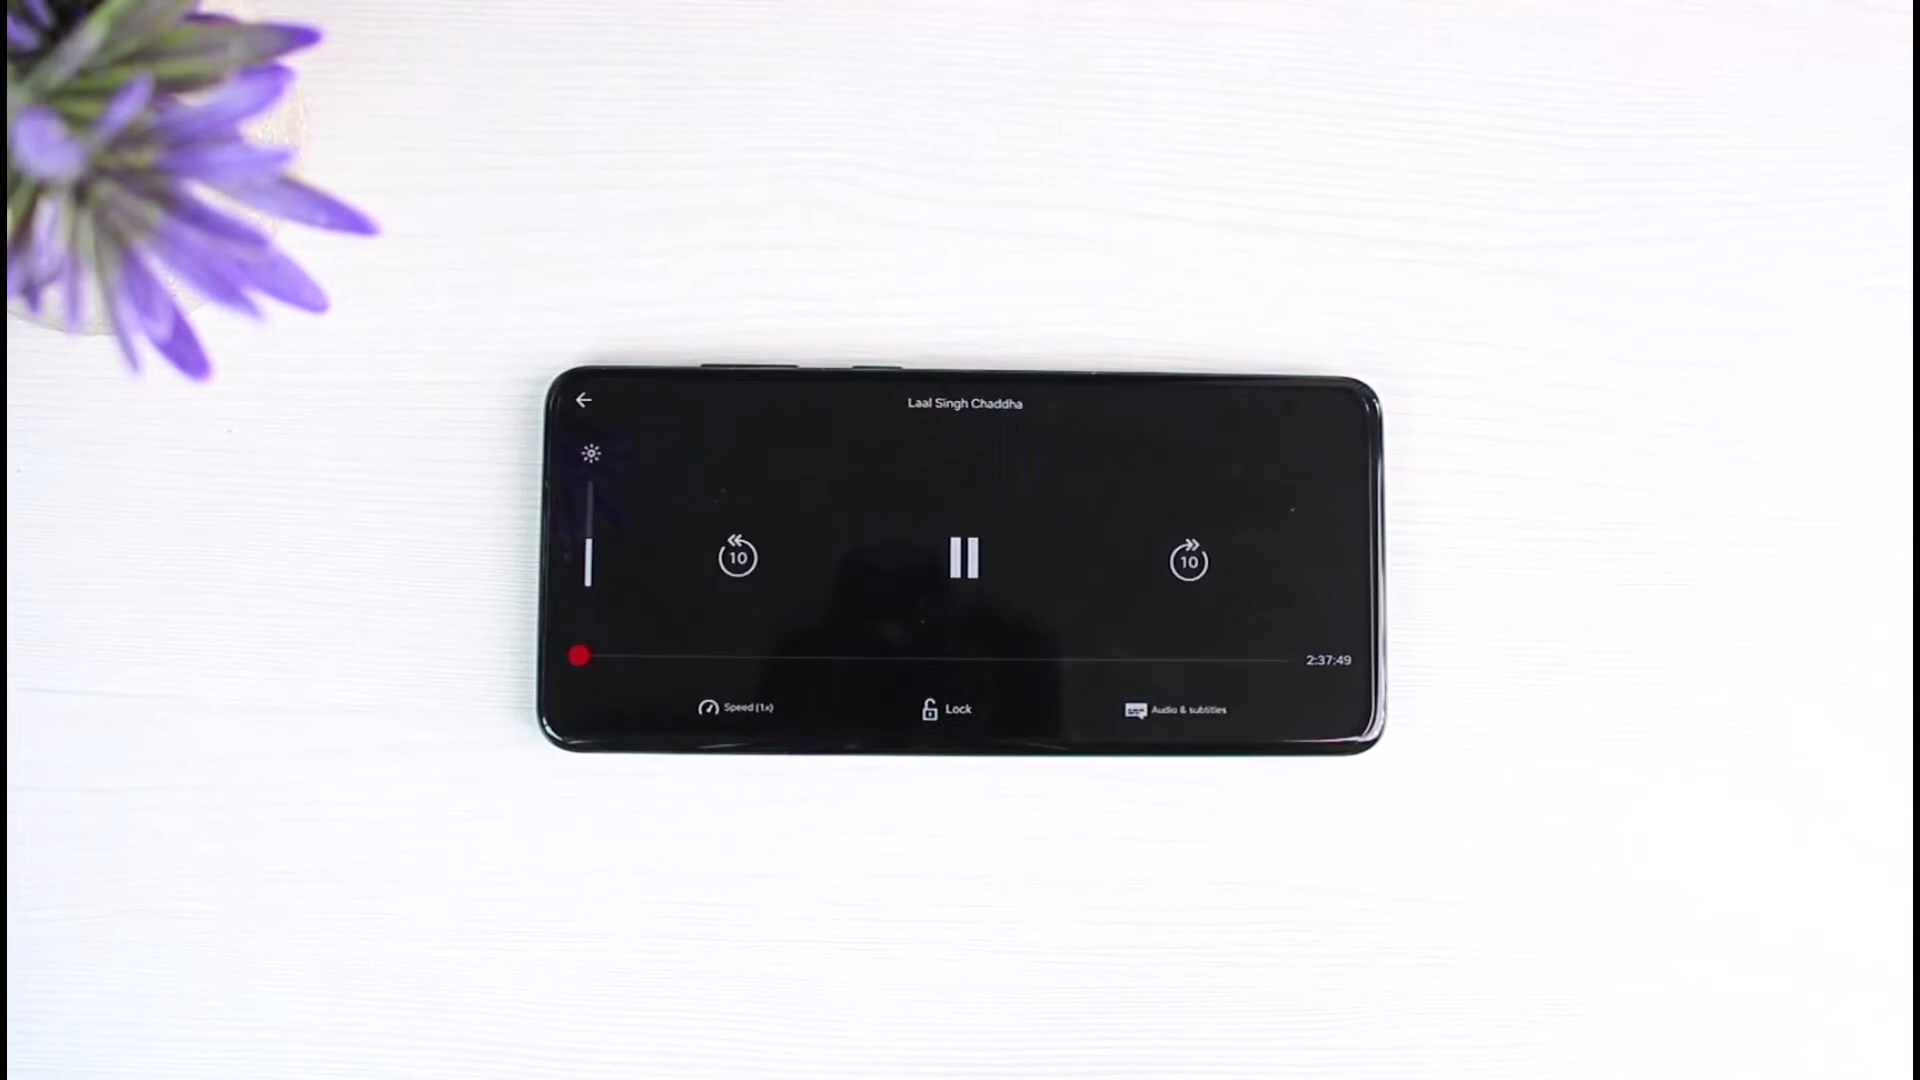 Laal Singh Chaddha
10
10
2:37:49
Speed (1x)
Lock
Audio & subtitles